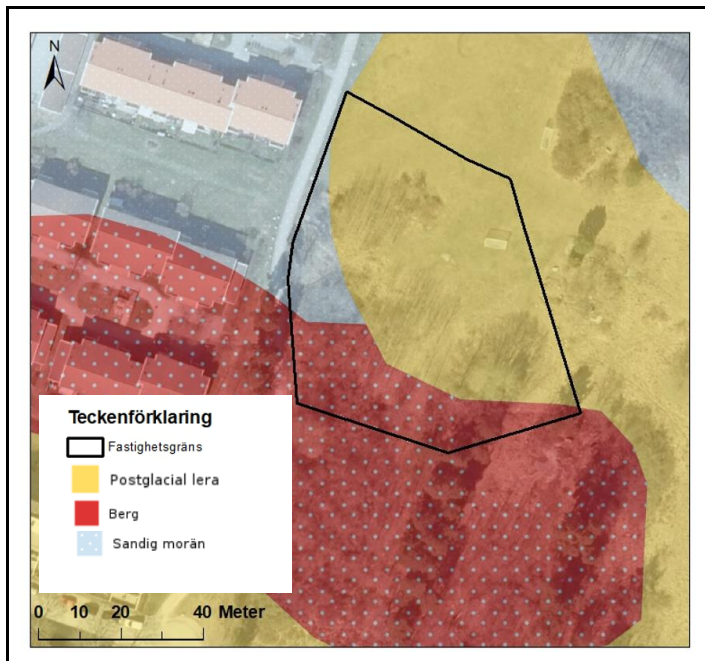 N
Teckenförklaring
Fastighetsgräns
Postglacial lera
Berg
Sandig morän
0 10 20 40 Meter